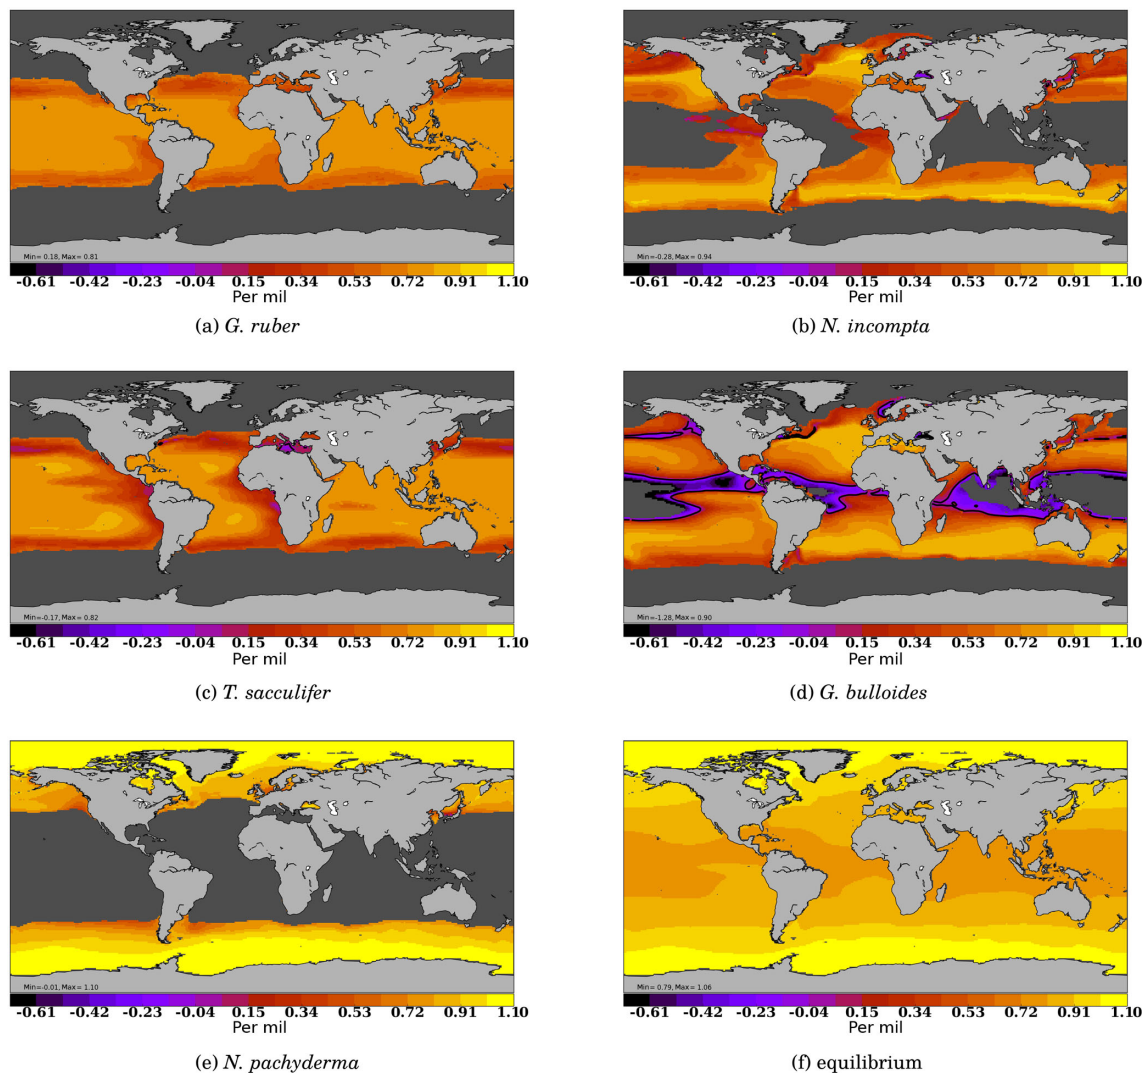 Min= 0.18, Max= 0.81
Min=-0.28, Max= 0.94
-0.61 -0.42 -0.23 -0.04 0.15 0.34 0.53 0.72 0.91 1.10
-0.61 -0.42 -0.23 -0.04 0.15 0.34 0.53 0.72 0.91 1.10
Per mil
Per mil
(a) G. ruber
(b) N. incompta
Min=-0.17, Max= 0.82
Min=-1.28, Max= 0.90
-0.61 -0.42 -0.23 -0.04 0.15 0.34 0.53 0.72 0.91 1.10
-0.61 -0.42 -0.23 -0.04 0.15 0.34 0.53 0.72 0.91 1.10
Per mil
Per mil
(c) T. sacculifer
(d) G. bulloides
Min=-0.01, Max= 1.10
Min= 0.79, Max= 1.06
-0.61 -0.42 -0.23 -0.04 0.15 0.34 0.53 0.72 0.91 1.10
-0.61 -0.42 -0.23 -0.04 0.15 0.34 0.53 0.72 0.91 1.10
Per mil
Per mil
(e) N. pachyderma
(f) equilibrium